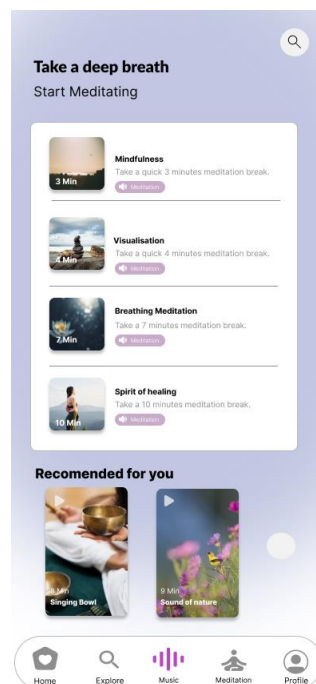 Take a deep breath
Start Meditating
Mindfulness
Take a quick 3 minutes meditation break.
3 Min
Meditation
Visualisation
Take a quick 4 minutes meditation break.
4 Min
Meditation
Breathing Meditation
Take a 7 minutes meditation break.
7 Min
Meditation
Spirit of healing
Take a 10 minutes meditation break.
10 Min
Meditation
Recomended for you
8 Min
Singing Bowl
9 Min
Sound of nature
Home
Explore
Music
Meditation
Profile